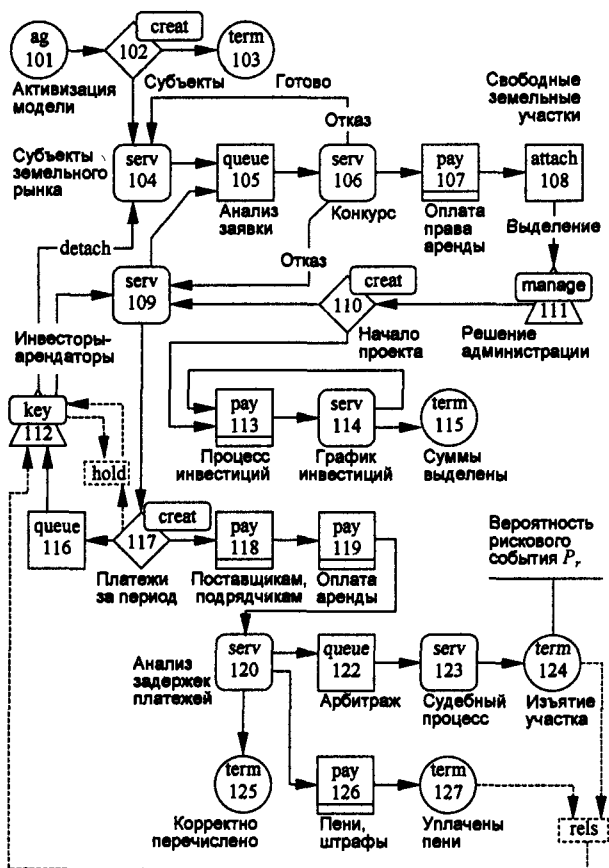 creat
ag
101
102
term
103
Активизация
модели
Субъекты
Готово
Свободные
земельные
участки
Отказ
Субъекты
земельного
рынка
serv
104
queue
105
serv
106
pay
107
attach
108
Анализ
заявки
Конкурс
Оплата
права
аренды
Выделение
detach
Отказ
serv
109
creat
110
manage
111
Начало
проекта
Решение
администрации
Инвесторы-
арендаторы
key
112
pay
113
serv
114
term
115
Процесс
инвестиций
График
инвестиций
Суммы
выделены
hold
creat
queue
116
117
pay
118
pay
119
Платежи
за период
Поставщикам,
подрядчикам
Оплата
аренды
Вероятность
рискового
события Pr
Анализ
задержек
платежей
serv
120
queue
122
serv
123
term
124
Арбитраж
Судебный
процесс
Изъятие
участка
term
125
pay
126
term
127
Корректно
перечислено
Пени,
штрафы
Уплачены
пени
rels